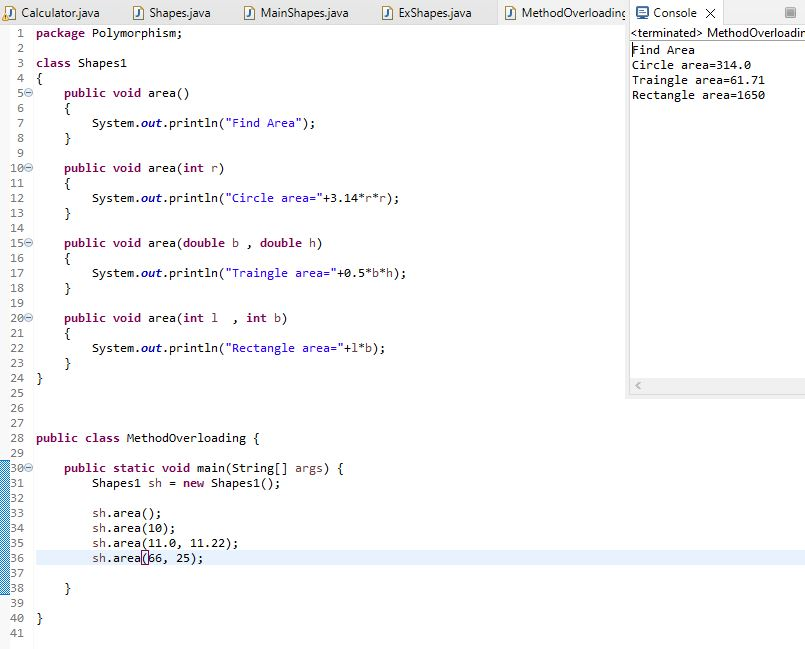 Calculator.java Shapes.java MainShapes.java ExShapes.java MethodOverloading
1 package Polymorphism;
2
3 class Shapes1
4 {
5 public void area()
6 {
7 System.out.println("Find Area");
8 }
9
10 public void area(int r)
11 {
12 System.out.println("Circle area="+3.14*r*r);
13 }
14
15 public void area(double b , double h)
16 {
17 System.out.println("Traingle area="+0.5*b*h);
18 }
19
20 public void area(int l  , int b)
21 {
22 System.out.println("Rectangle area="+l*b);
23 }
24 }
25
26
27
28 public class MethodOverloading {
29
30 public static void main(String[] args) {
31 Shapes1 sh = new Shapes1();
32
33 sh.area();
34 sh.area(10);
35 sh.area(11.0, 11.22);
36 sh.area(66, 25);
37
38 }
39
40 }
41
Console
<terminated> MethodOverloadin
Find Area
Circle area=314.0
Traingle area=61.71
Rectangle area=1650